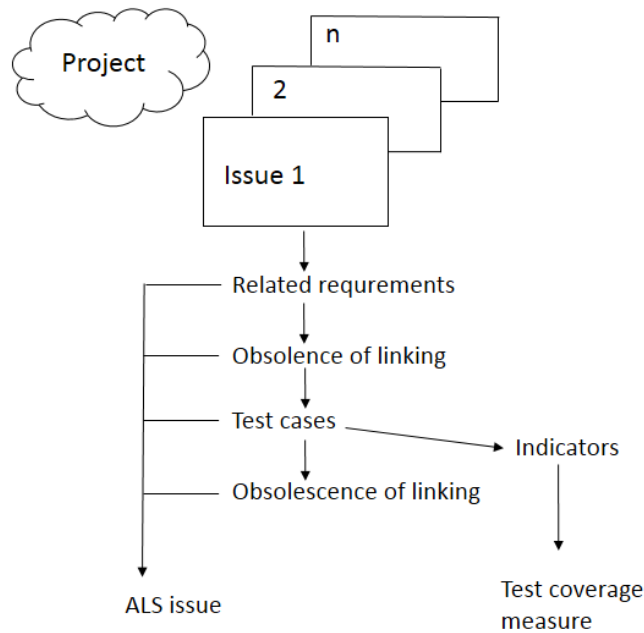 n
Project
2
Issue 1
Related requrements
Obsolence of linking
Test cases
Indicators
Obsolescence of linking
ALS issue
Test coverage
measure